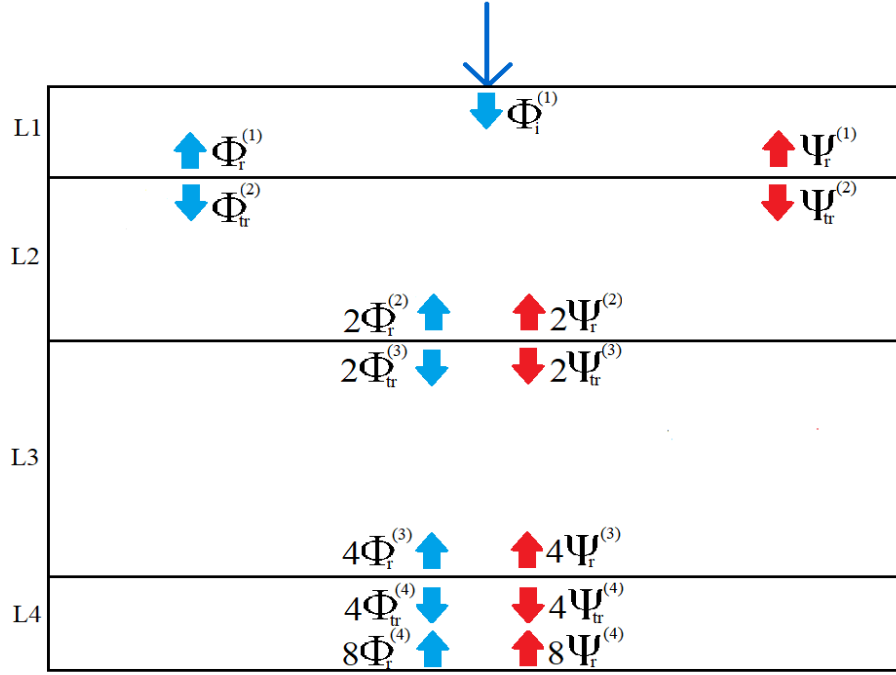 L1
Φi(1)
Φr(1) Ψr(1)
Φtr(2) Ψtr(2)
L2
2Φr(2) 2Ψr(2)
2Φtr(3) 2Ψtr(3)
L3
4Φr(3) 4Ψr(3)
L4
4Φtr(4) 4Ψtr(4)
8Φr(4) 8Ψr(4)